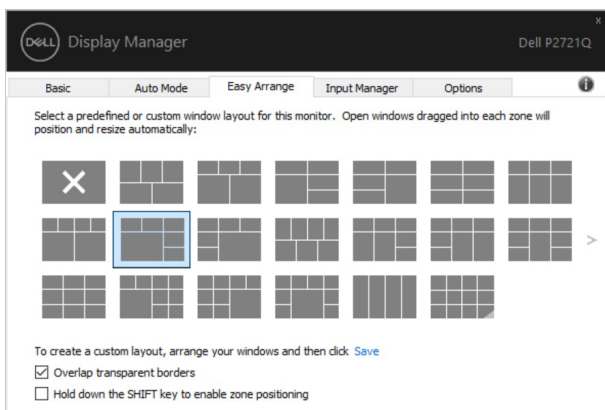 DELL Display Manager
Dell P2721Q
x
Basic
Auto Mode
Easy Arrange
Input Manager
Options
i
Select a predefined or custom window layout for this monitor. Open windows dragged into each zone will
position and resize automatically:
>
To create a custom layout, arrange your windows and then click Save
Overlap transparent borders
Hold down the SHIFT key to enable zone positioning